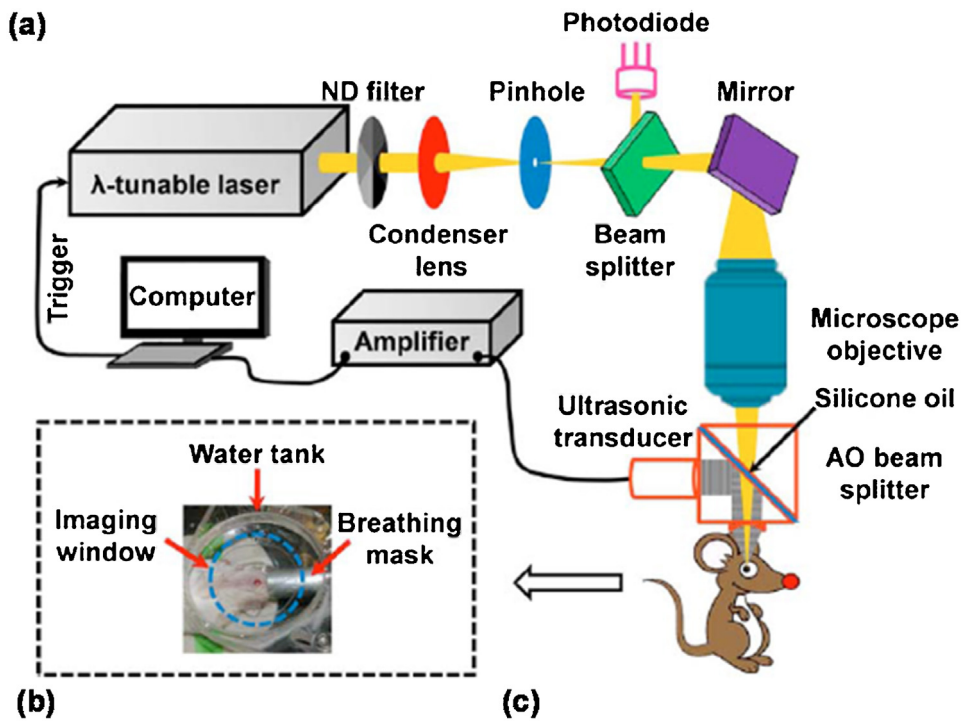 (a)
Photodiode
ND filter
Pinhole
Mirror
λ-tunable laser
Condenser
lens
Beam
splitter
Trigger
Computer
Amplifier
Microscope
objective
Silicone oil
Ultrasonic
transducer
AO beam
splitter
Water tank
Imaging
window
Breathing
mask
(b)
(c)